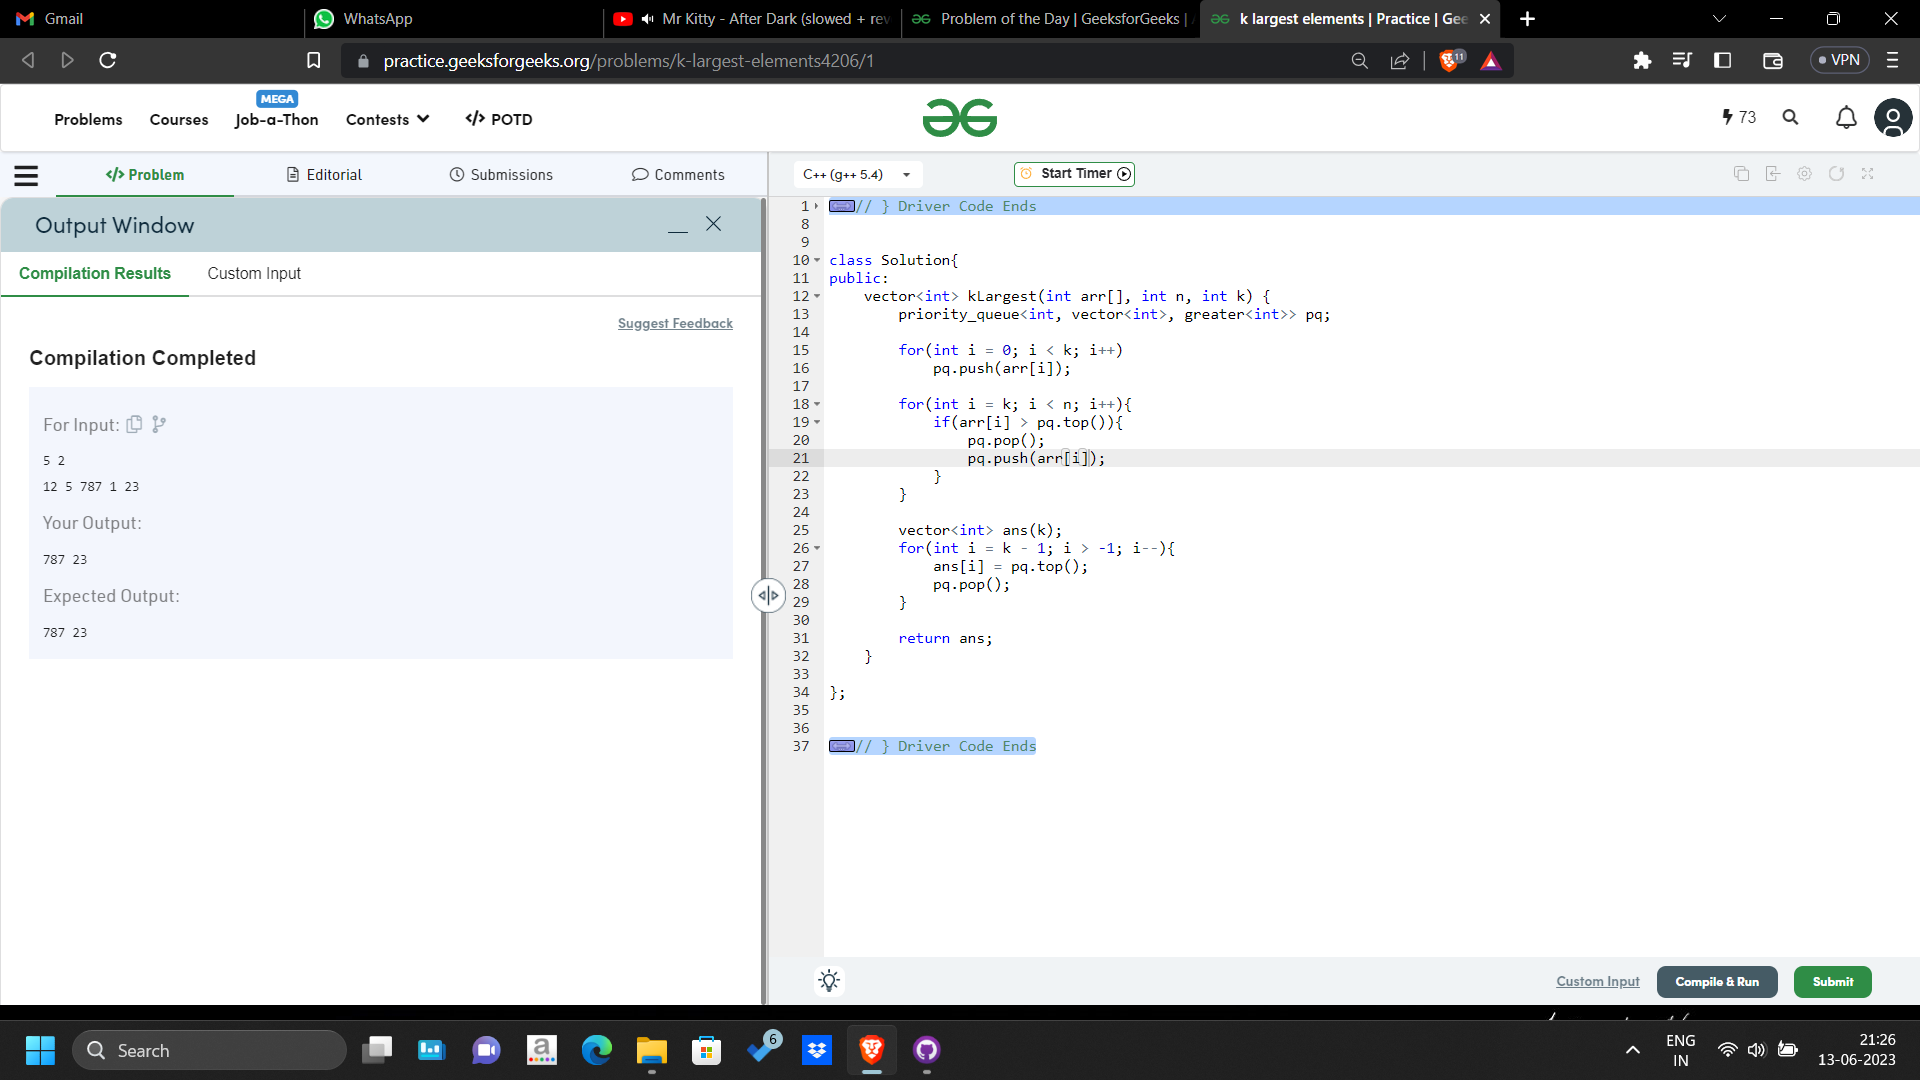 Gmail
WhatsApp
Mr Kitty - After Dark (slowed + rev
Problem of the Day | GeeksforGeeks |
k largest elements | Practice | Gee
practice.geeksforgeeks.org/problems/k-largest-elements4206/1
11
VPN
Problems
Courses
MEGA
Job-a-Thon
Contests
</> POTD
73
</> Problem
Editorial
Submissions
Comments
C++ (g++ 5.4)
Start Timer
Output Window
Compilation Results
Custom Input
Suggest Feedback
Compilation Completed
For Input:
5 2
12 5 787 1 23
Your Output:
787 23
Expected Output:
787 23
1 // } Driver Code Ends
8
9
10 class Solution{
11 public:
12     vector<int> kLargest(int arr[], int n, int k) {
13         priority_queue<int, vector<int>, greater<int>> pq;
14
15         for(int i = 0; i < k; i++)
16             pq.push(arr[i]);
17
18         for(int i = k; i < n; i++){
19             if(arr[i] > pq.top()){
20                 pq.pop();
21                 pq.push(arr[i]);
22             }
23         }
24
25         vector<int> ans(k);
26         for(int i = k - 1; i > -1; i--){
27             ans[i] = pq.top();
28             pq.pop();
29         }
30
31         return ans;
32     }
33
34 };
35
36
37 // } Driver Code Ends
Custom Input
Compile & Run
Submit
Search
a
6
ENG
IN
21:26
13-06-2023